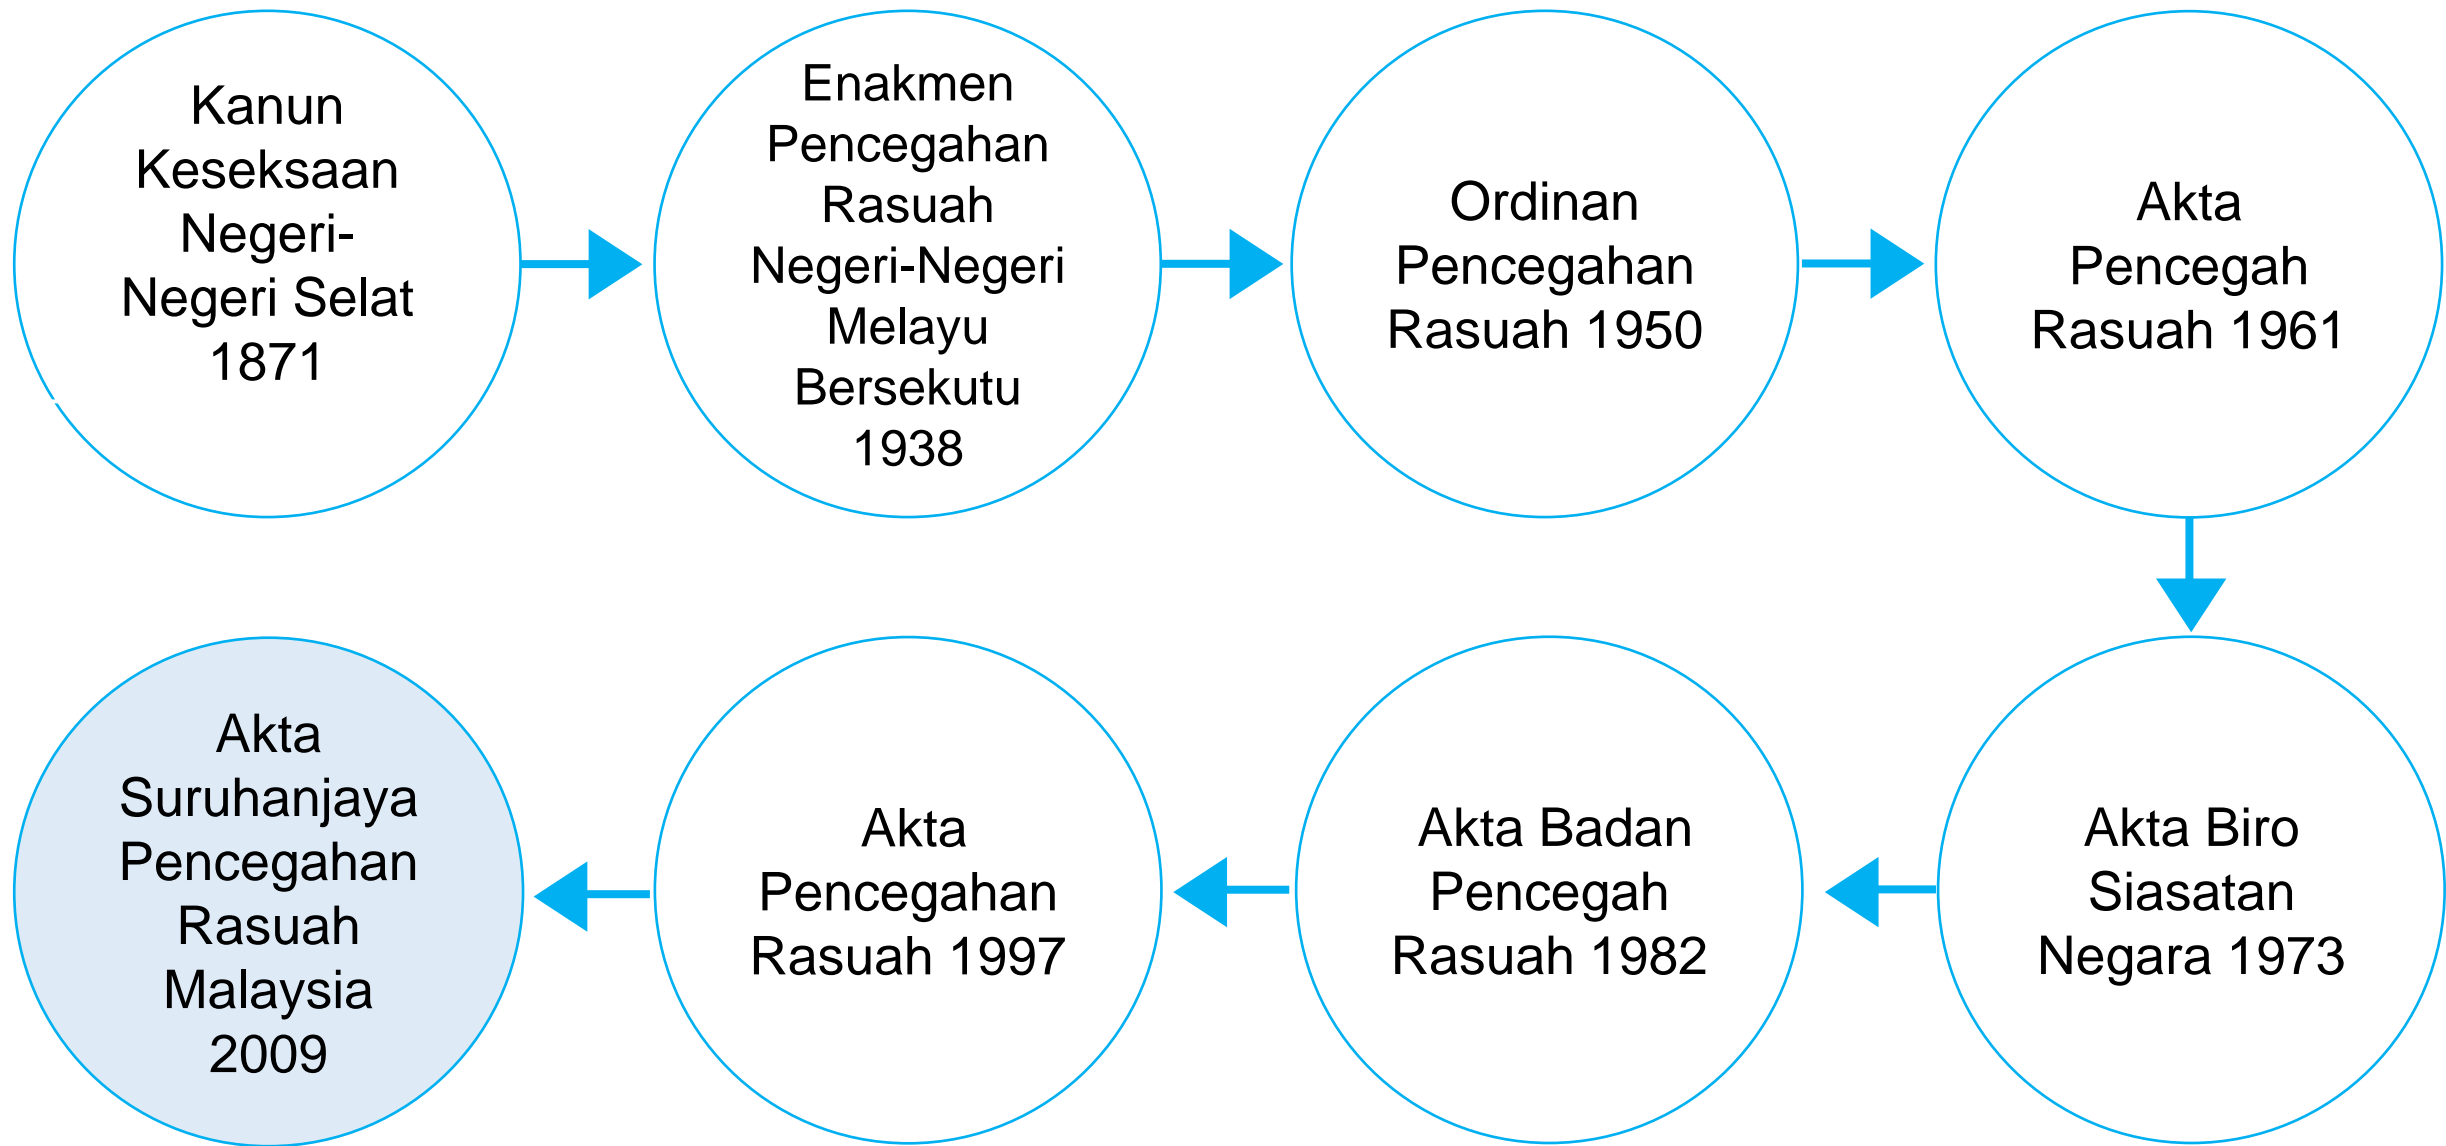 Kanun
Keseksaan
Negeri-
Negeri Selat
1871
Enakmen
Pencegahan
Rasuah
Negeri-Negeri
Melayu
Bersekutu
1938
Ordinan
Pencegahan
Rasuah 1950
Akta
Pencegah
Rasuah 1961
Akta Biro
Siasatan
Negara 1973
Akta Badan
Pencegah
Rasuah 1982
Akta
Pencegahan
Rasuah 1997
Akta
Suruhanjaya
Pencegahan
Rasuah
Malaysia
2009